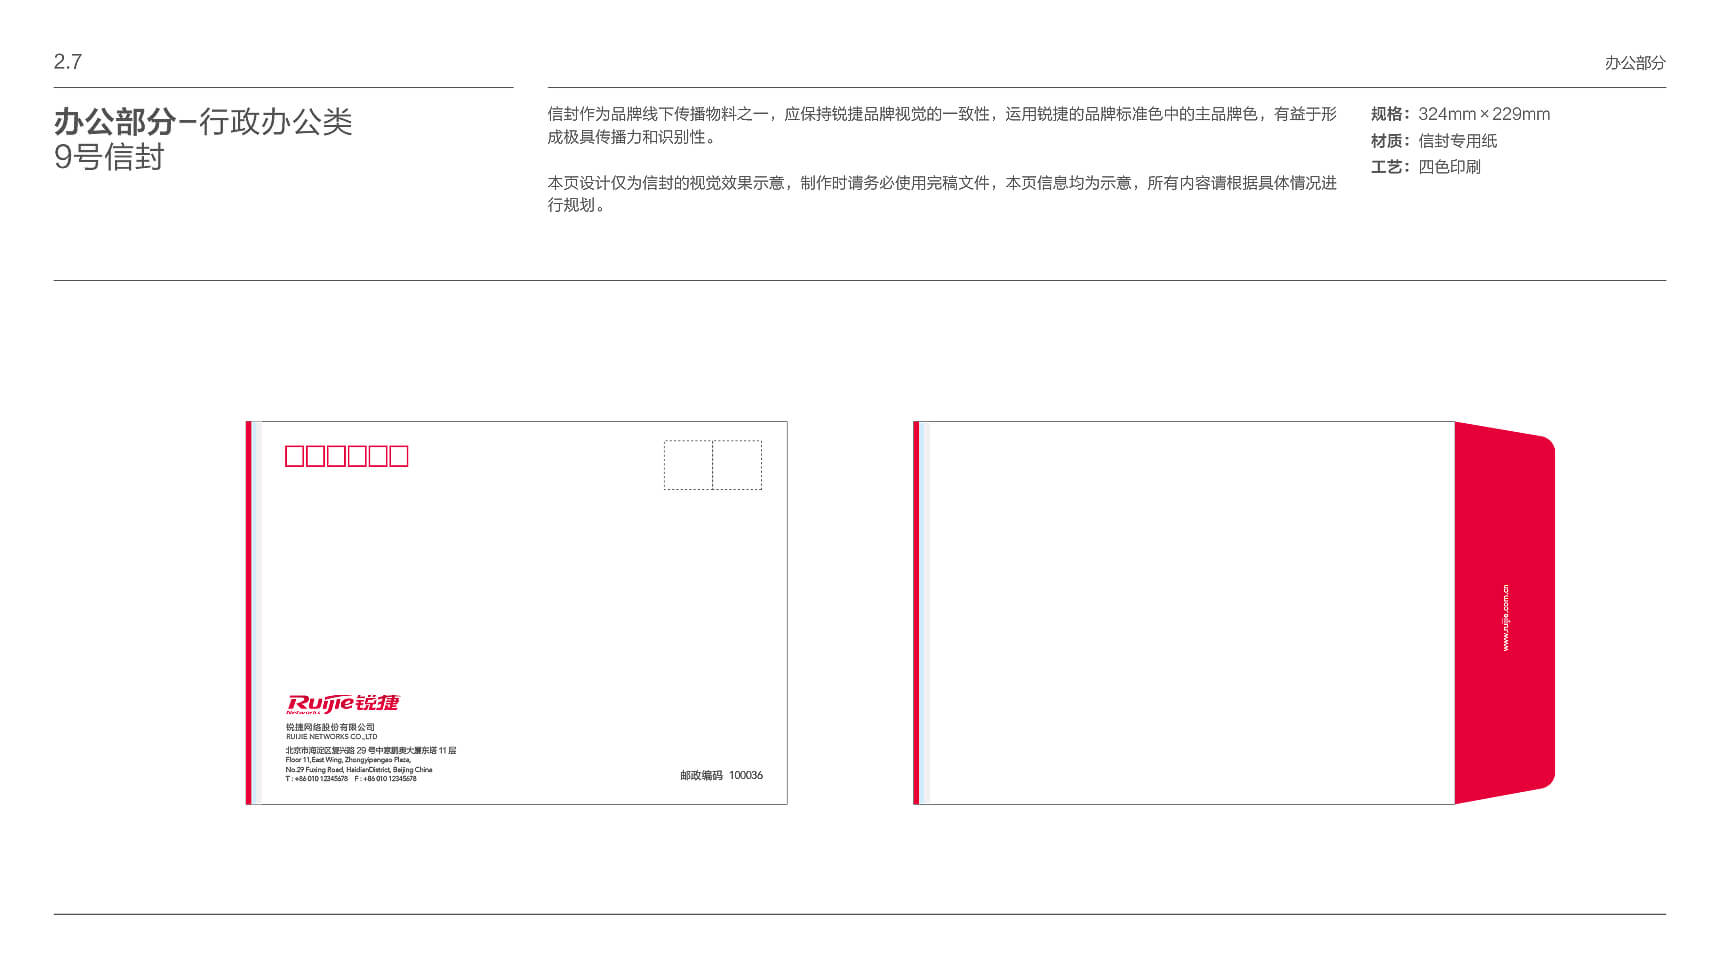 2.7
办公部分
办公部分–行政办公类
9号信封
信封作为品牌线下传播物料之一，应保持锐捷品牌视觉的一致性，运用锐捷的品牌标准色中的主品牌色，有益于形
成极具传播力和识别性。
本页设计仅为信封的视觉效果示意，制作时请务必使用完稿文件，本页信息均为示意，所有内容请根据具体情况进
行规划。
规格：324mm×229mm
材质：信封专用纸
工艺：四色印刷
Ruijie锐捷
Networks
锐捷网络股份有限公司
RUIJIE NETWORKS CO.,LTD
北京市海淀区复兴路 29 号中意鹏奥大厦东塔 11 层
Floor 11,East Wing, Zhongyipengao Plaza,
No.29 Fuxing Road, HaidianDistrict, Beijing China
T : +86 010 12345678 F : +86 010 12345678
邮政编码 100036
www.ruijie.com.cn